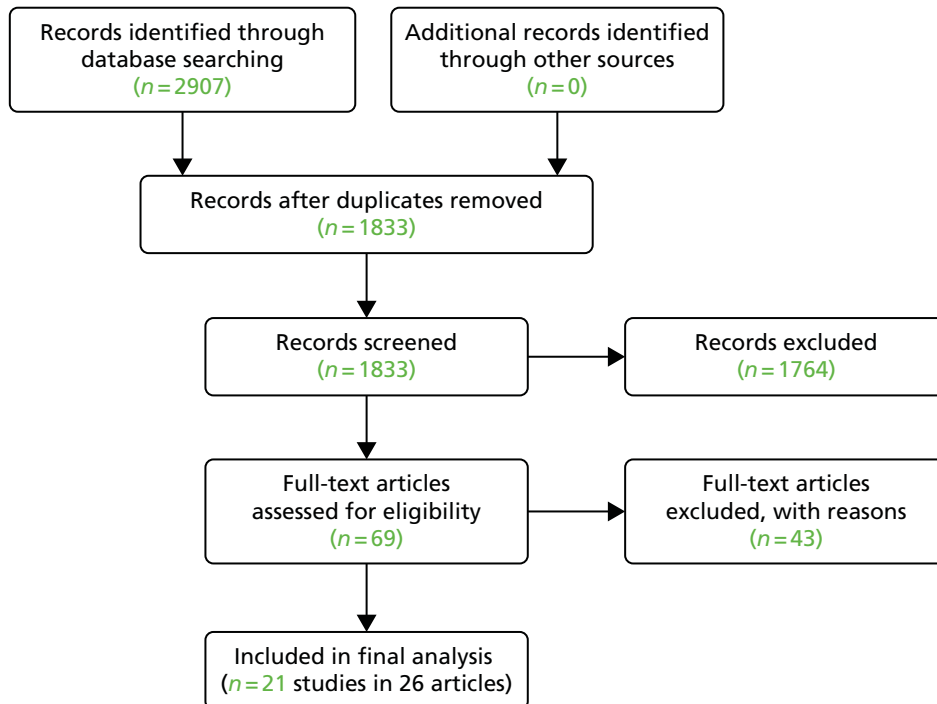 Records identified through
database searching
(n=2907)
Additional records identified
through other sources
(n=0)
Records after duplicates removed
(n=1833)
Records screened
(n=1833)
Records excluded
(n=1764)
Full-text articles
assessed for eligibility
(n=69)
Full-text articles
excluded, with reasons
(n=43)
Included in final analysis
(n=21 studies in 26 articles)